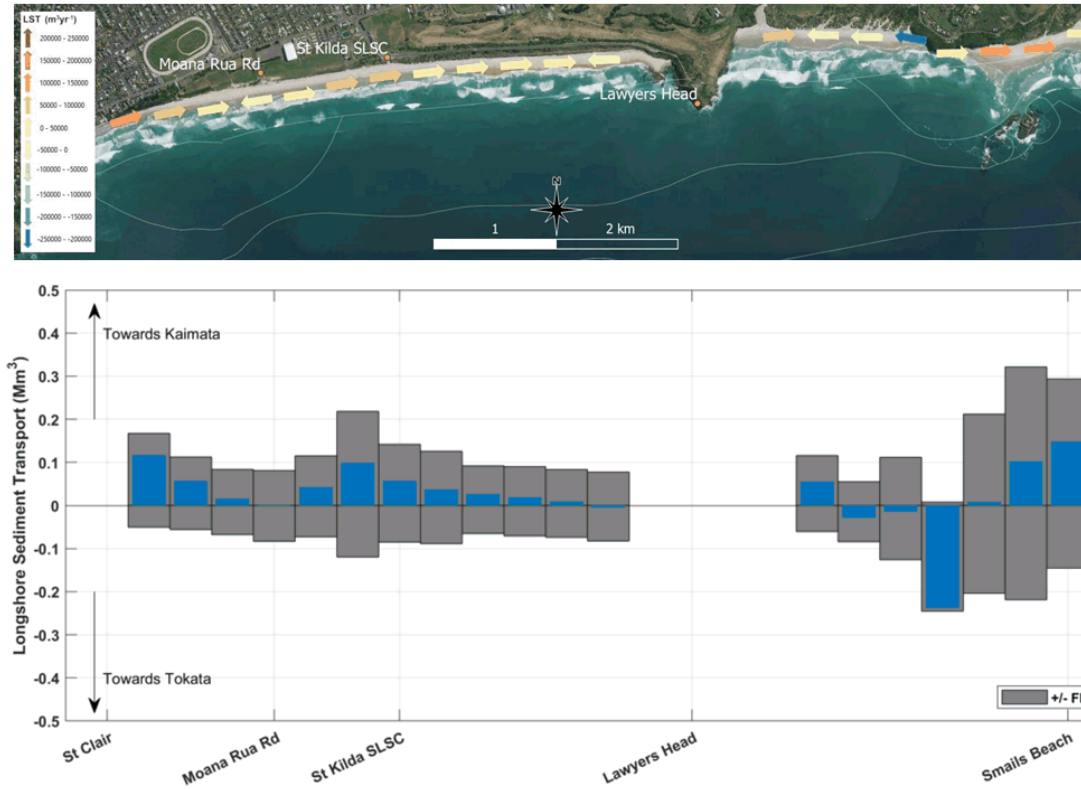 LST (m³yr⁻¹)
200000 - 250000
150000 - 200000
100000 - 150000
50000 - 100000
0 - 50000
-50000 - 0
-100000 - -50000
-150000 - -100000
-200000 - -150000
-250000 - -200000
Moana Rua Rd
St Kilda SLSC
Lawyers Head
N
1 2 km
Longshore Sediment Transport (Mm³)
0.5
0.4
0.3
0.2
0.1
0
-0.1
-0.2
-0.3
-0.4
-0.5
Towards Kaimata
Towards Tokata
+/- Fl
St Clair
Moana Rua Rd
St Kilda SLSC
Lawyers Head
Smails Beach